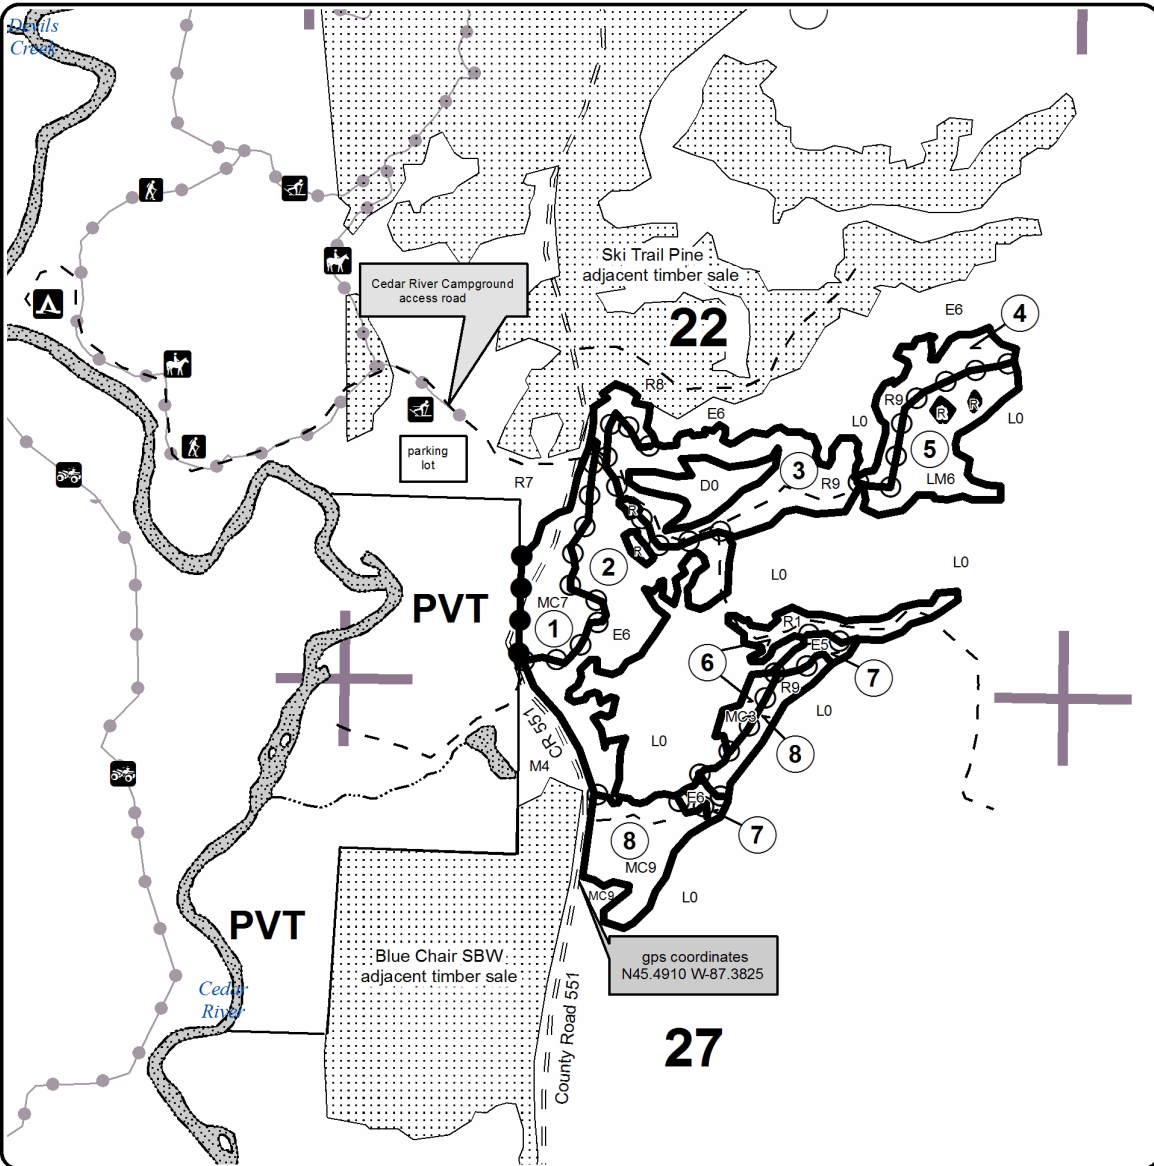 Devils
Creek
Ski Trail Pine
adjacent timber sale
Cedar River Campground
access road
22
E6
4
R8
E6
R9
R
R
L0
L0
parking
lot
5
3
R9
LM6
D0
R7
R
R
2
L0
L0
PVT
MC7
1
E6
R1
E5
6
7
R9
MC3
L0
CR 551
L0
8
M4
E6
7
8
MC9
MC9
L0
PVT
Blue Chair SBW
adjacent timber sale
gps coordinates
N45.4910 W-87.3825
Cedar
River
County Road 551
27